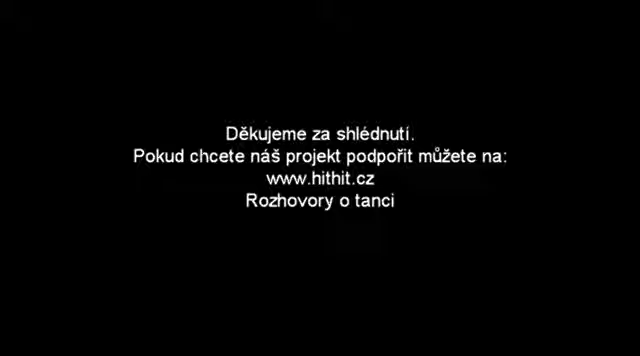 Děkujeme za shlédnutí.
Pokud chcete náš projekt podpořit můžete na:
www.hithit.cz
Rozhovory o tanci